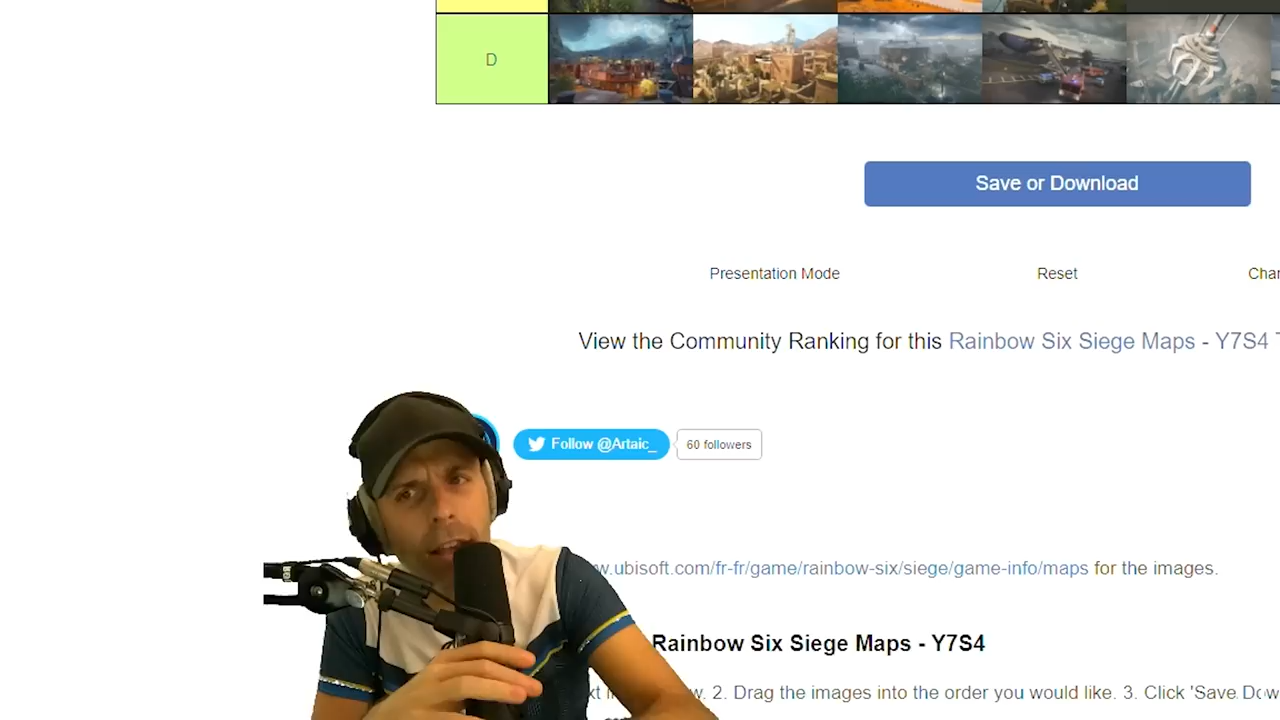 D
Save or Download
Presentation Mode
Reset
View the Community Ranking for this Rainbow Six Siege Maps - Y7S4
Follow @Artaic_
60 followers
.ubisoft.com/fr-fr/game/rainbow-six/siege/game-info/maps for the images.
Rainbow Six Siege Maps - Y7S4
2. Drag the images into the order you would like. 3. Click 'Save